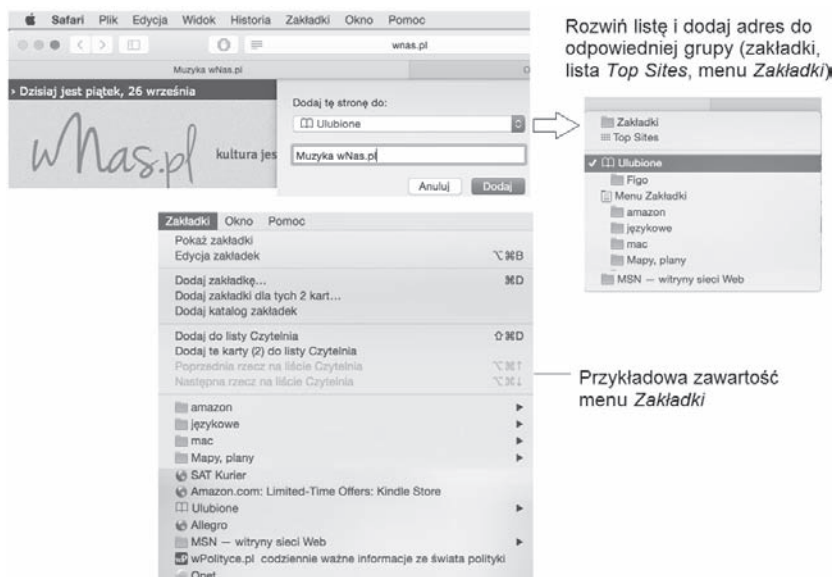 Safari Plik Edycja Widok Historia Zakładki Okno Pomoc
wnas.pl
Muzyka wNas.pl
› Dzisiaj jest piątek, 26 września
wNas.pl
kultura jes
Dodaj tę stronę do:
Ulubione
Muzyka wNas.pl
Anuluj Dodaj
Rozwiń listę i dodaj adres do
odpowiedniej grupy (zakładki,
lista Top Sites, menu Zakładki)
Zakładki
Top Sites
✓ Ulubione
Figo
Menu Zakładki
amazon
językowe
mac
Mapy, plany
MSN — witryny sieci Web
Zakładki Okno Pomoc
Pokaż zakładki
Edycja zakładek ⌥⌘B
Dodaj zakładkę... ⌘D
Dodaj zakładki dla tych 2 kart...
Dodaj katalog zakładek
Dodaj do listy Czytelnia ⇧⌘D
Dodaj te karty (2) do listy Czytelnia
Poprzednia rzecz na liście Czytelnia ⌥⌘↑
Następna rzecz na liście Czytelnia ⌥⌘↓
amazon
językowe
mac
Mapy, plany
SAT Kurier
Amazon.com: Limited-Time Offers: Kindle Store
Ulubione
Allegro
MSN — witryny sieci Web
wP wPolityce.pl codziennie ważne informacje ze świata polityki
Przykładowa zawartość
menu Zakładki